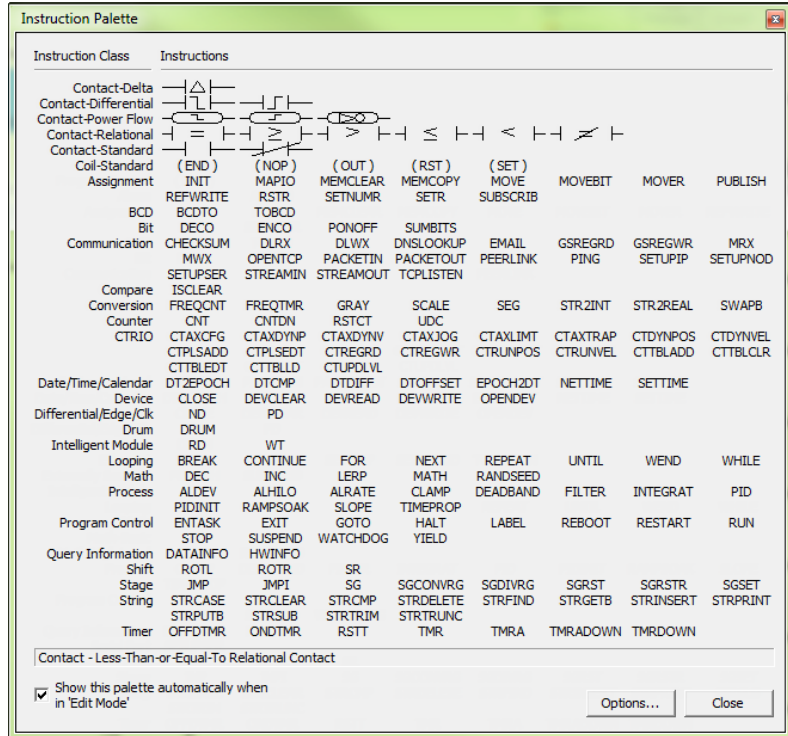 Instruction Palette
Instruction Class Instructions
Contact-Delta
Contact-Differential
Contact-Power Flow
Contact-Relational = ≥ > ≤ < ≠
Contact-Standard
Coil-Standard (END) (NOP) (OUT) (RST) (SET)
Assignment INIT MAPIO MEMCLEAR MEMCOPY MOVE MOVEBIT MOVER PUBLISH
REFWRITE RSTR SETNUMR SETR SUBSCRIB
BCD BCDTO TOBCD
Bit DECO ENCO PONOFF SUMBITS
Communication CHECKSUM DLRX DLWX DNSLOOKUP EMAIL GSREGRD GSREGWR MRX
MWX OPENTCP PACKETIN PACKETOUT PEERLINK PING SETUPIP SETUPNOD
SETUPSER STREAMIN STREAMOUT TCPLISTEN
Compare ISCLEAR
Conversion FREQCNT FREQTMR GRAY SCALE SEG STR2INT STR2REAL SWAPB
Counter CNT CNTDN RSTCT UDC
CTRIO CTAXCFG CTAXDYNP CTAXDYNV CTAXJOG CTAXLIMT CTAXTRAP CTDYNPOS CTDYNVEL
CTPLSADD CTPLSEDT CTREGRD CTREGWR CTRUNPOS CTRUNVEL CTTBLADD CTTBLCLR
CTTBLEDT CTTBLLD CTUPDLVL
Date/Time/Calendar DT2EPOCH DTCMP DTDIFF DTOFFSET EPOCH2DT NETTIME SETTIME
Device CLOSE DEVCLEAR DEVREAD DEVWRITE OPENDEV
Differential/Edge/Clk ND PD
Drum DRUM
Intelligent Module RD WT
Looping BREAK CONTINUE FOR NEXT REPEAT UNTIL WEND WHILE
Math DEC INC LERP MATH RANDSEED
Process ALDEV ALHILO ALRATE CLAMP DEADBAND FILTER INTEGRAT PID
PIDINIT RAMPSOAK SLOPE TIMEPROP
Program Control ENTASK EXIT GOTO HALT LABEL REBOOT RESTART RUN
STOP SUSPEND WATCHDOG YIELD
Query Information DATAINFO HWINFO
Shift ROTL ROTR SR
Stage JMP JMPI SG SGCONVRG SGDIVRG SGRST SGRSTR SGSET
String STRCASE STRCLEAR STRCMP STRDELETE STRFIND STRGETB STRINSERT STRPRINT
STRPUTB STRSUB STRTRIM STRTRUNC
Timer OFFDTMR ONDTMR RSTT TMR TMRA TMRADOWN TMRDOWN
Contact - Less-Than-or-Equal-To Relational Contact
Show this palette automatically when
in 'Edit Mode'
Options... Close